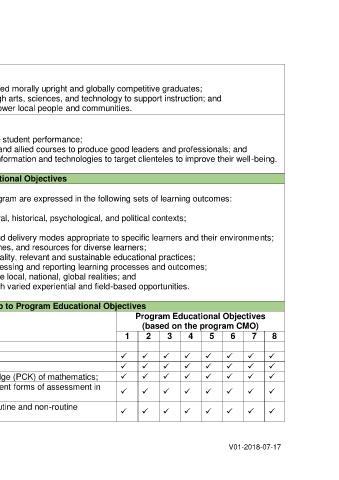 ed morally upright and globally competitive graduates;
gh arts, sciences, and technology to support instruction; and
ower local people and communities.
student performance;
and allied courses to produce good leaders and professionals; and
nformation and technologies to target clienteles to improve their well-being.
tional Objectives
gram are expressed in the following sets of learning outcomes:
al, historical, psychological, and political contexts;
d delivery modes appropriate to specific learners and their environments;
nes, and resources for diverse learners;
ality, relevant and sustainable educational practices;
essing and reporting learning processes and outcomes;
e local, national, global realities; and
h varied experiential and field-based opportunities.
p to Program Educational Objectives
Program Educational Objectives
(based on the program CMO)
1 2 3 4 5 6 7 8
✓ ✓ ✓ ✓ ✓ ✓ ✓ ✓
✓ ✓ ✓ ✓ ✓ ✓ ✓ ✓
dge (PCK) of mathematics; ✓ ✓ ✓ ✓ ✓ ✓ ✓ ✓
ent forms of assessment in ✓ ✓ ✓ ✓ ✓ ✓ ✓ ✓
utine and non-routine ✓ ✓ ✓ ✓ ✓ ✓ ✓ ✓
V01-2018-07-17